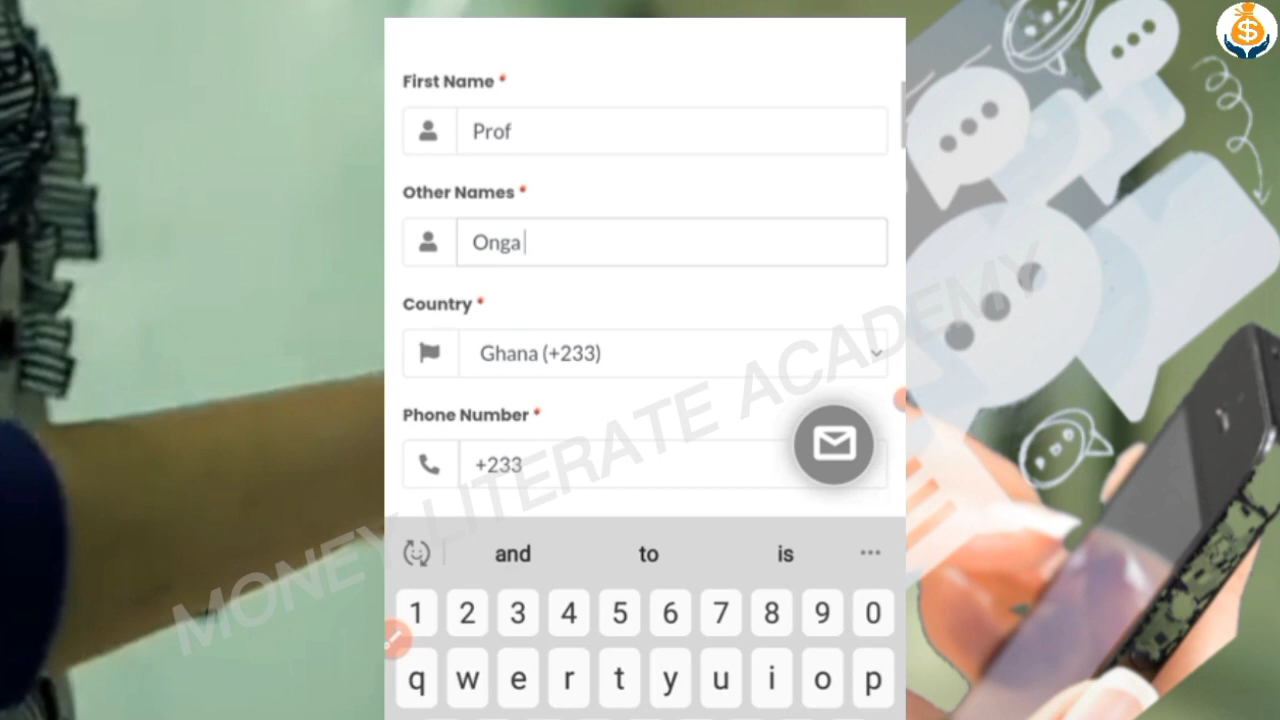 First Name *
Prof
Other Names *
Onga
Country *
Ghana (+233)
Phone Number *
+233
MONEY LITERATE ACADEMY
and to is ...
1 2 3 4 5 6 7 8 9 0
q w e r t y u i o p
$